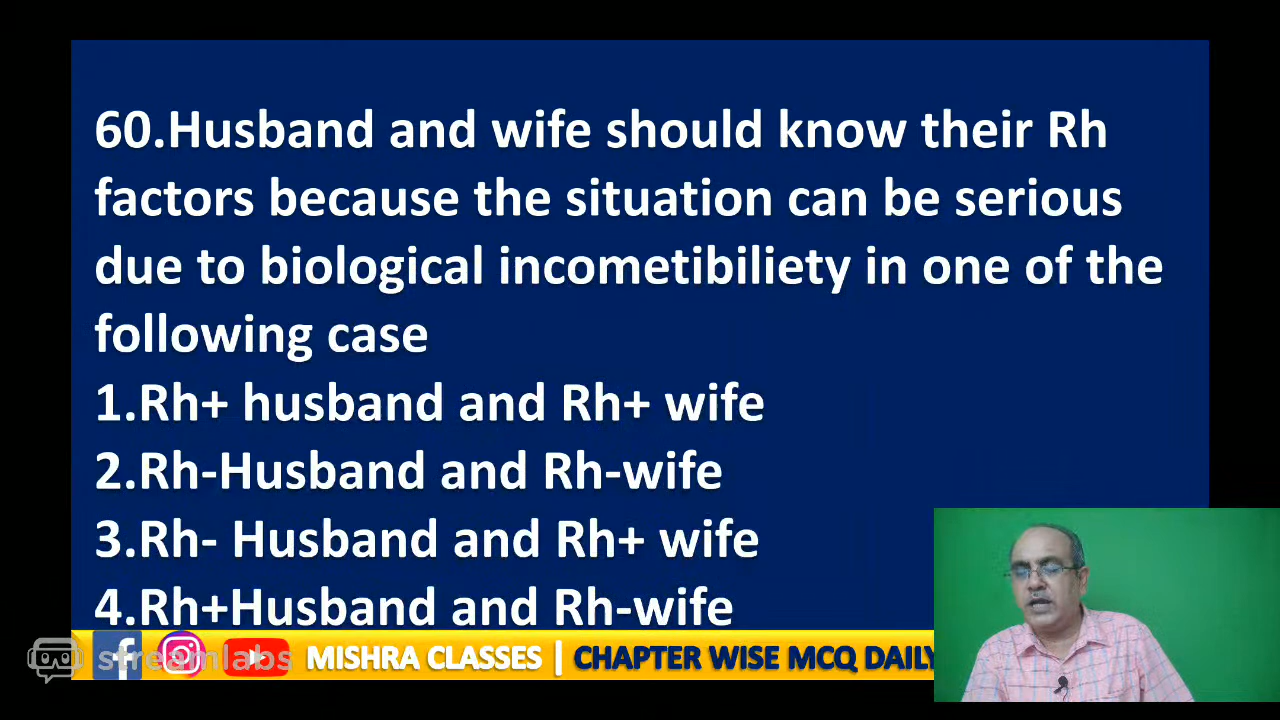 60.Husband and wife should know their Rh
factors because the situation can be serious
due to biological incometibiliety in one of the
following case
1.Rh+ husband and Rh+ wife
2.Rh-Husband and Rh-wife
3.Rh- Husband and Rh+ wife
4.Rh+Husband and Rh-wife
streamlabs
MISHRA CLASSES | CHAPTER WISE MCQ DAILY